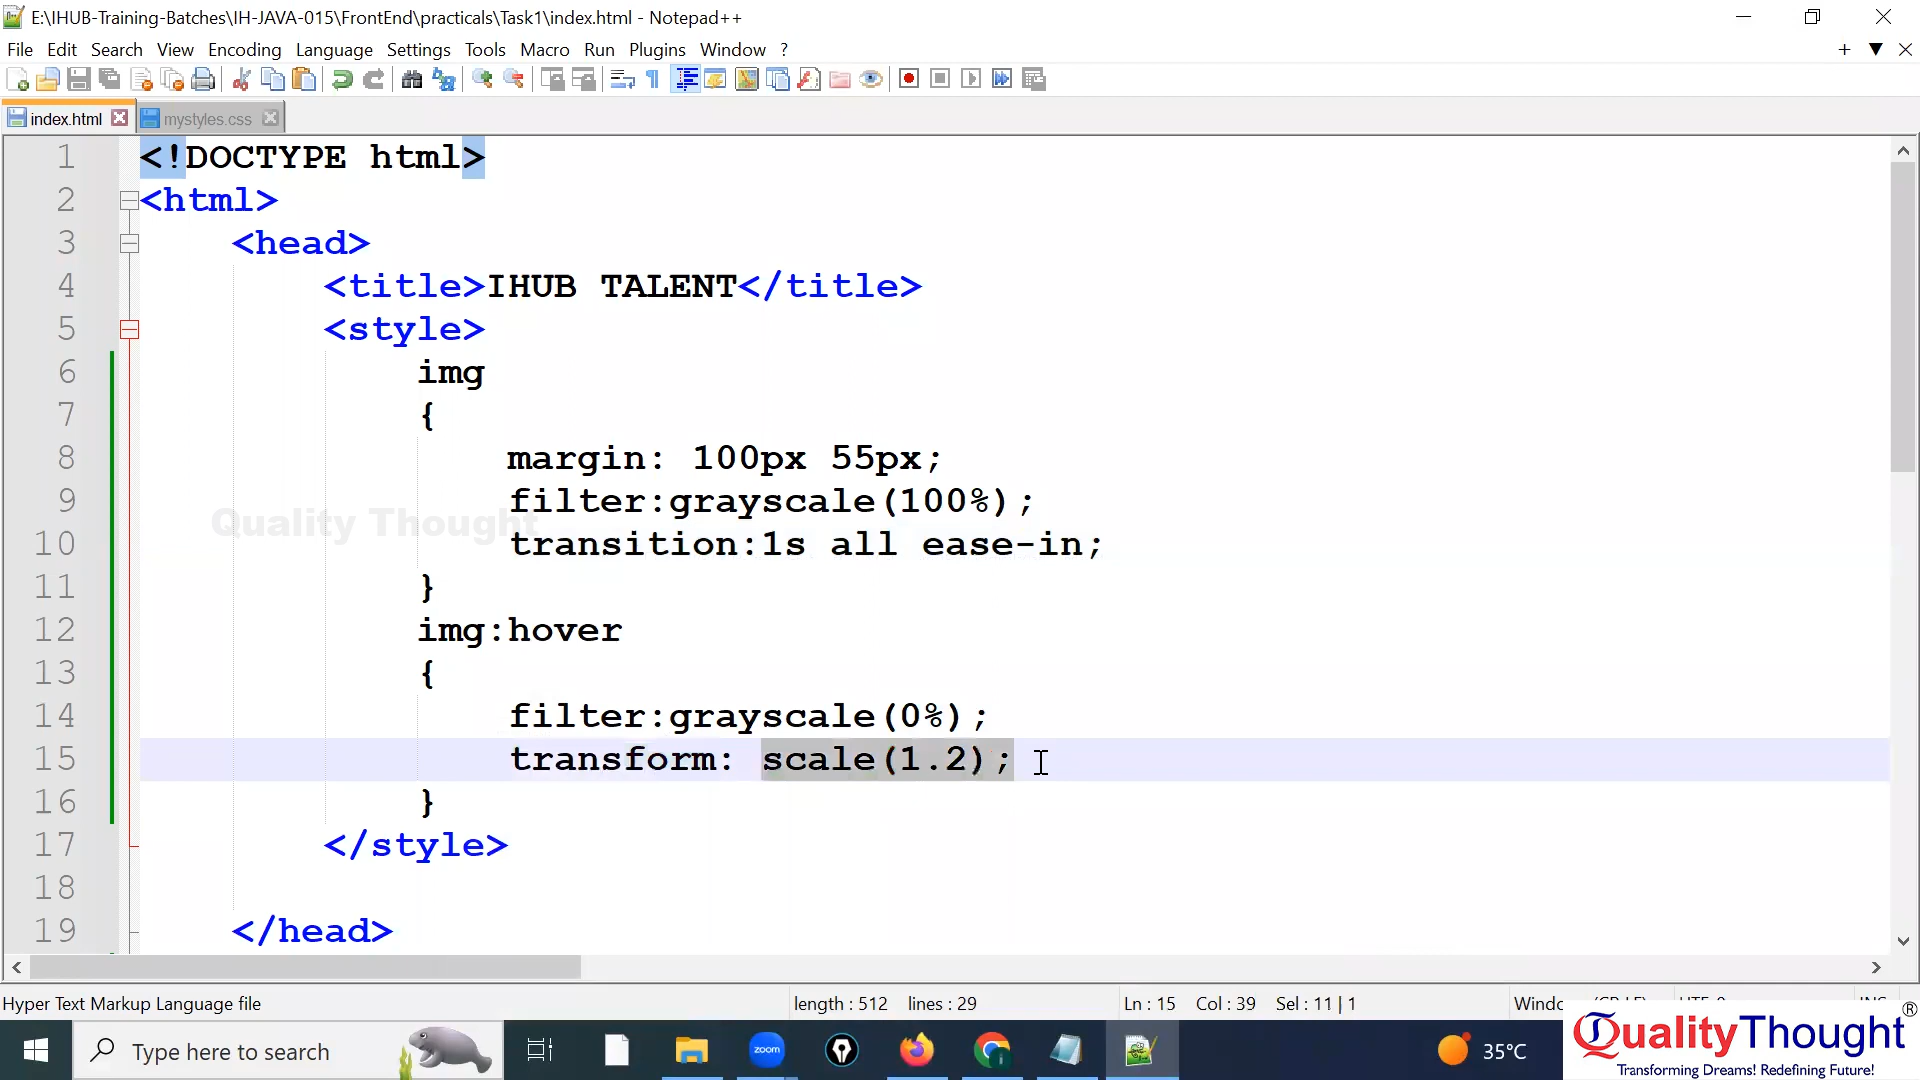 E:\IHUB-Training-Batches\IH-JAVA-015\FrontEnd\practicals\Task1\index.html - Notepad++
File Edit Search View Encoding Language Settings Tools Macro Run Plugins Window ?
index.html mystyles.css
1 <!DOCTYPE html>
2 <html>
3 <head>
4 <title>IHUB TALENT</title>
5 <style>
6 img
7 {
8 margin: 100px 55px;
9 filter:grayscale(100%);
Quality Thought
10 transition:1s all ease-in;
11 }
12 img:hover
13 {
14 filter:grayscale(0%);
15 transform: scale(1.2);
16 }
17 </style>
18
19 </head>
Hyper Text Markup Language file length : 512 lines : 29 Ln : 15 Col : 39 Sel : 11 | 1
Type here to search zoom 35°C
QualityThought ®
Transforming Dreams! Redefining Future!